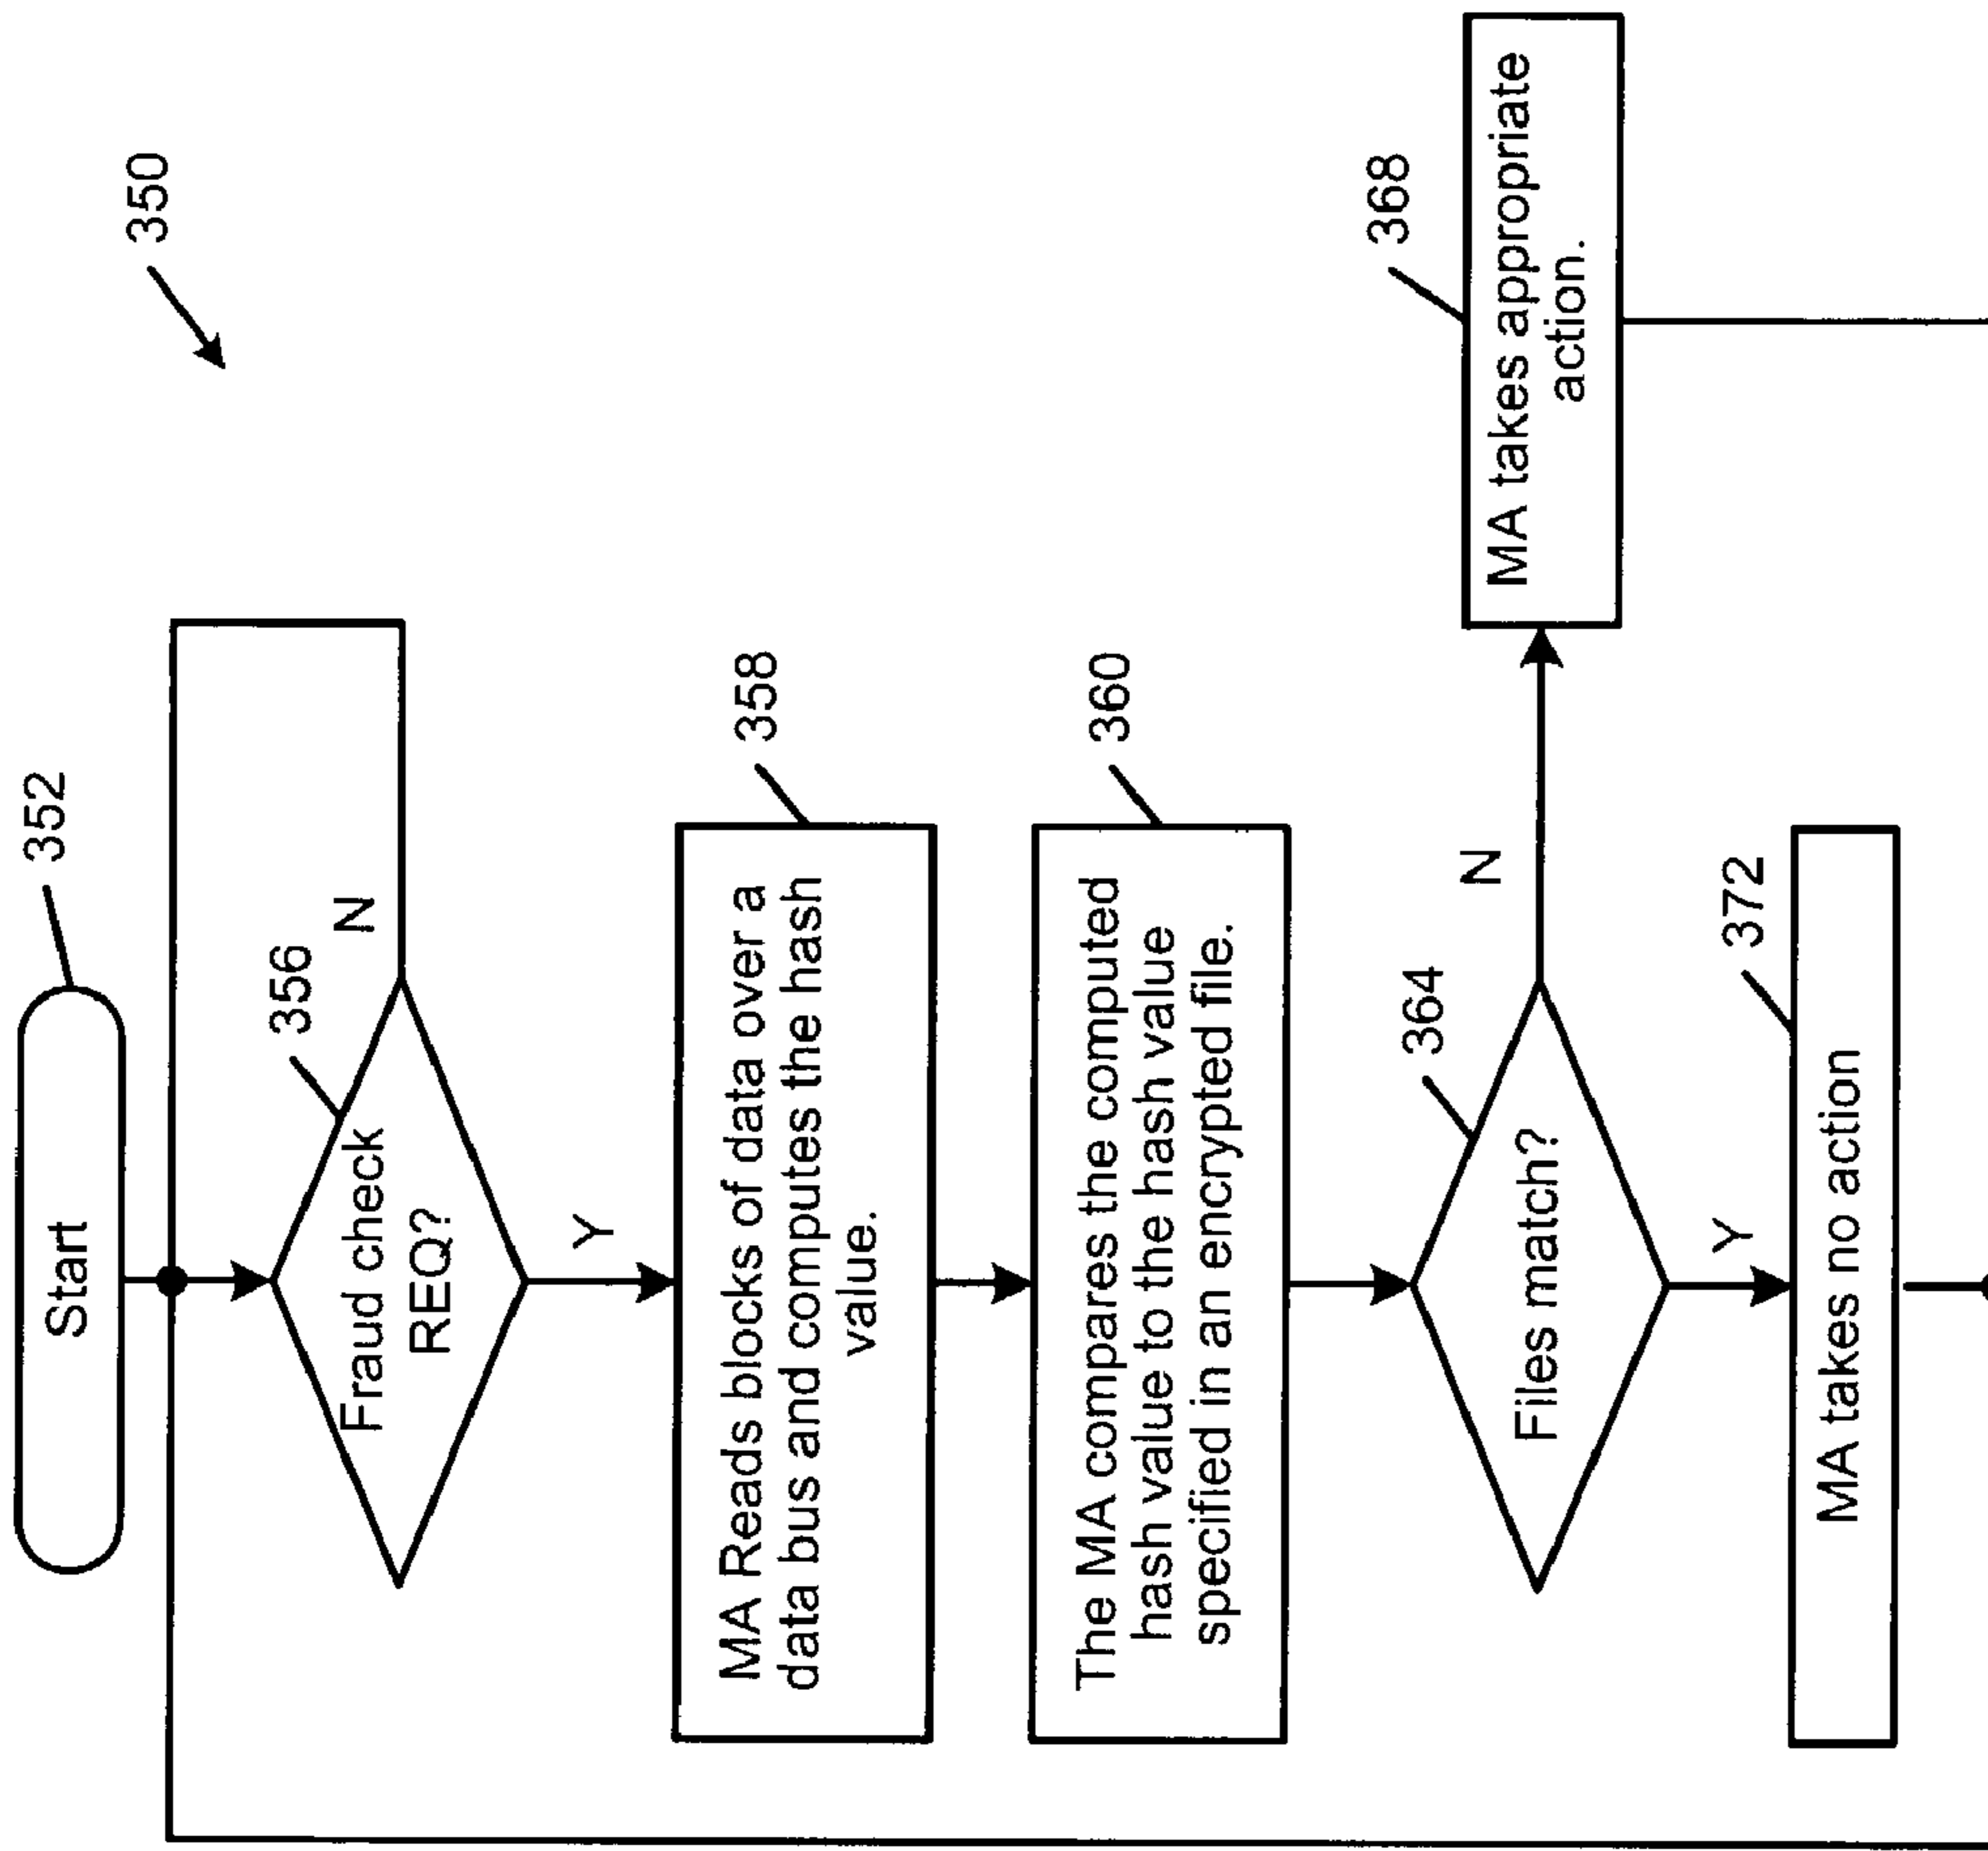 350
Start
352
Fraud check
REQ?
356
N
Y
MA Reads blocks of data over a
data bus and computes the hash
value.
358
The MA compares the computed
hash value to the hash value
specified in an encrypted file.
360
Files match?
364
N
MA takes appropriate
action.
368
Y
MA takes no action
372